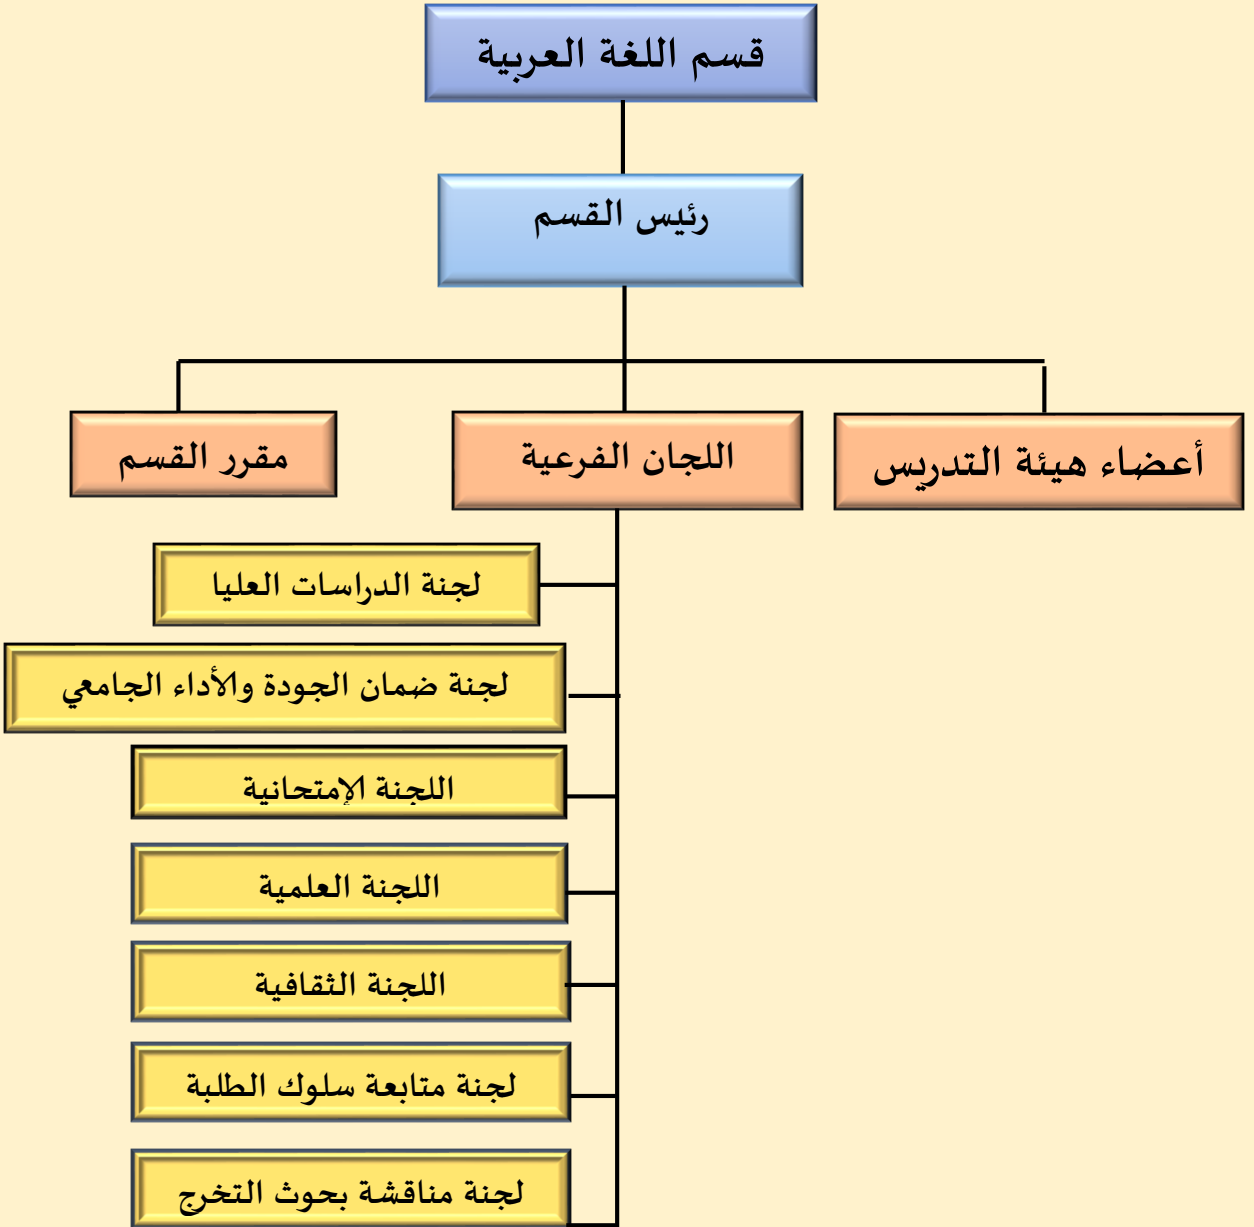 قسم اللغة العربية
رئيس القسم
أعضاء هيئة التدريس
اللجان الفرعية
مقرر القسم
لجنة الدراسات العليا
لجنة ضمان الجودة والأداء الجامعي
اللجنة الإمتحانية
اللجنة العلمية
اللجنة الثقافية
لجنة متابعة سلوك الطلبة
لجنة مناقشة بحوث التخرج